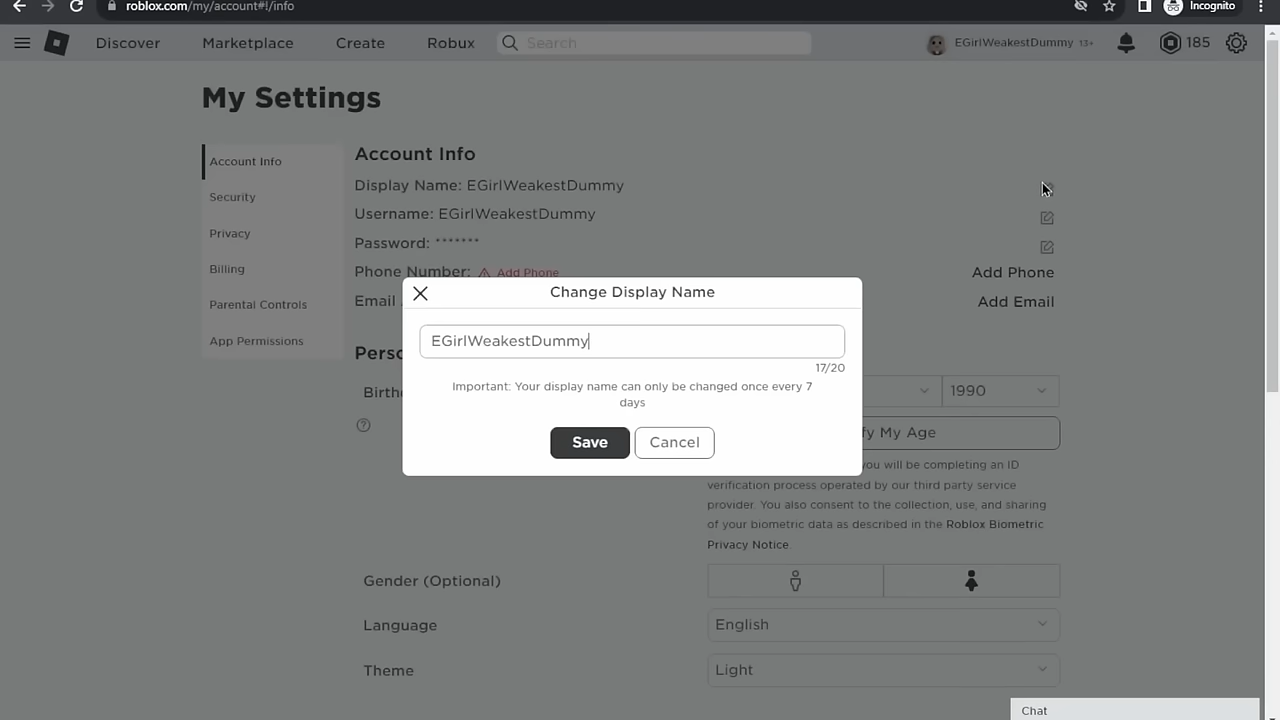 roblox.com/my/account#!/info
Incognito
Discover
Marketplace
Create
Robux
Search
EGirlWeakestDummy 13+
185
My Settings
Account Info
Security
Privacy
Billing
Parental Controls
App Permissions
Account Info
Display Name: EGirlWeakestDummy
Username: EGirlWeakestDummy
Password: *******
Phone Number: Add Phone
Add Phone
Email
Add Email
Change Display Name
EGirlWeakestDummy
17/20
Important: Your display name can only be changed once every 7
days
Save
Cancel
Perso
Birth
1990
fy My Age
you will be completing an ID
verification process operated by our third party service
provider. You also consent to the collection, use, and sharing
of your biometric data as described in the Roblox Biometric
Privacy Notice.
Gender (Optional)
Language
English
Theme
Light
Chat